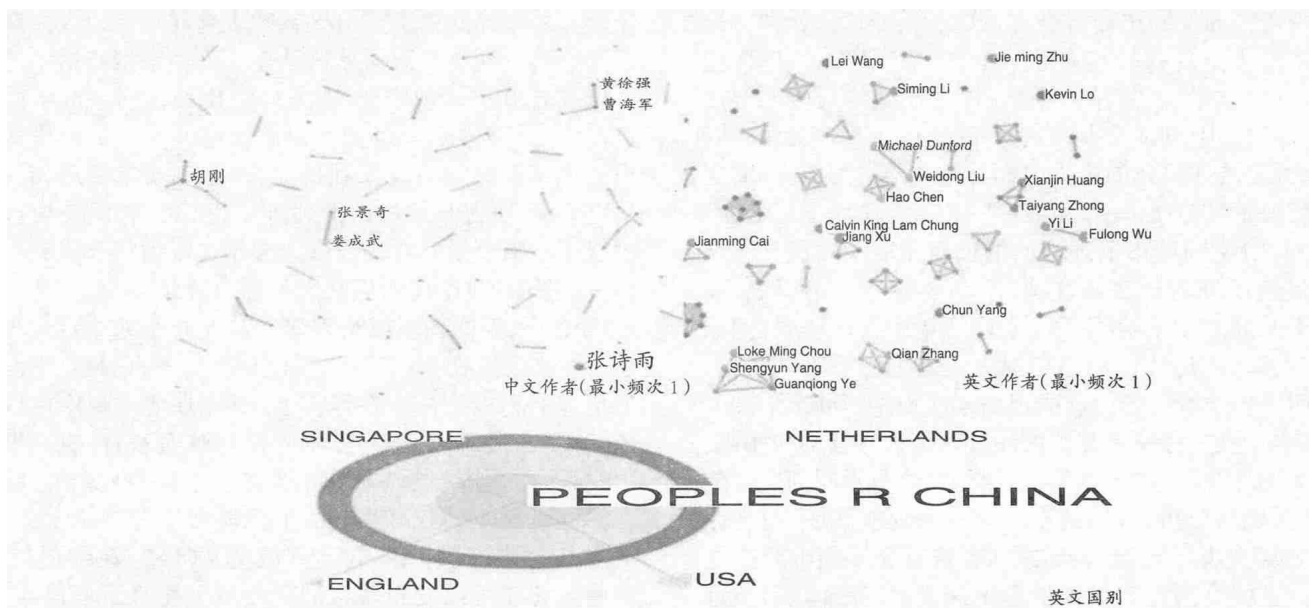 黄徐强
曹海军
胡刚
张景奇
娄成武
张诗雨
中文作者(最小频次1)
Lei Wang
Jie ming Zhu
Siming Li
Kevin Lo
Michael Dunford
Weidong Liu
Xianjin Huang
Hao Chen
Taiyang Zhong
Calvin King Lam Chung
Yi Li
Jianming Cai
Jiang Xu
Fulong Wu
Chun Yang
Loke Ming Chou
Qian Zhang
Shengyun Yang
Guanqiong Ye
英文作者(最小频次1)
SINGAPORE
NETHERLANDS
PEOPLES R CHINA
ENGLAND
USA
英文国别